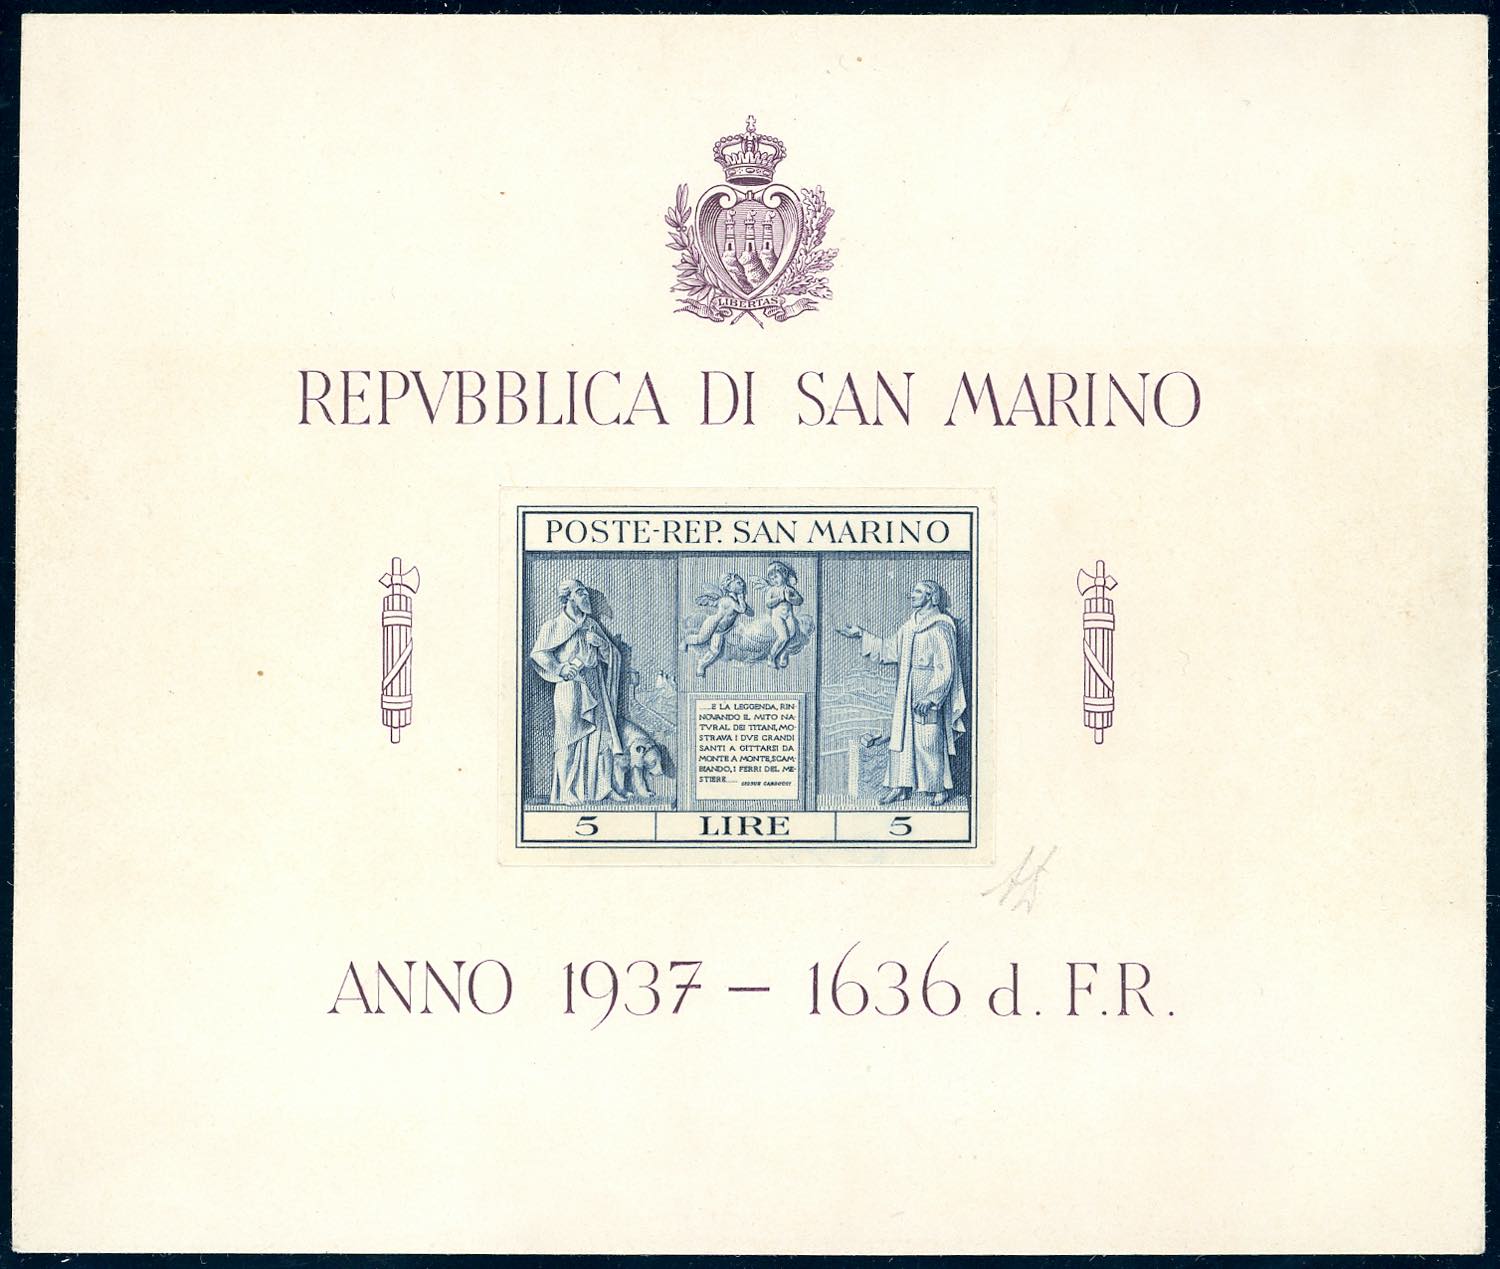 LIBERTAS
REPVBBLICA DI SAN MARINO
POSTE-REP. SAN MARINO
.....E LA LEGGENDA, RIN-
NOVANDO IL MITO NA-
TVRAL DEI TITANI, MO-
STRAVA I DVE GRANDI
SANTI A GITTARSI DA
MONTE A MONTE, SCAM-
BIANDO, I FERRI DEL ME-
STIERE.....
GIOSUE CARDUCCI
5 LIRE 5
ANNO 1937 – 1636 d. F.R.